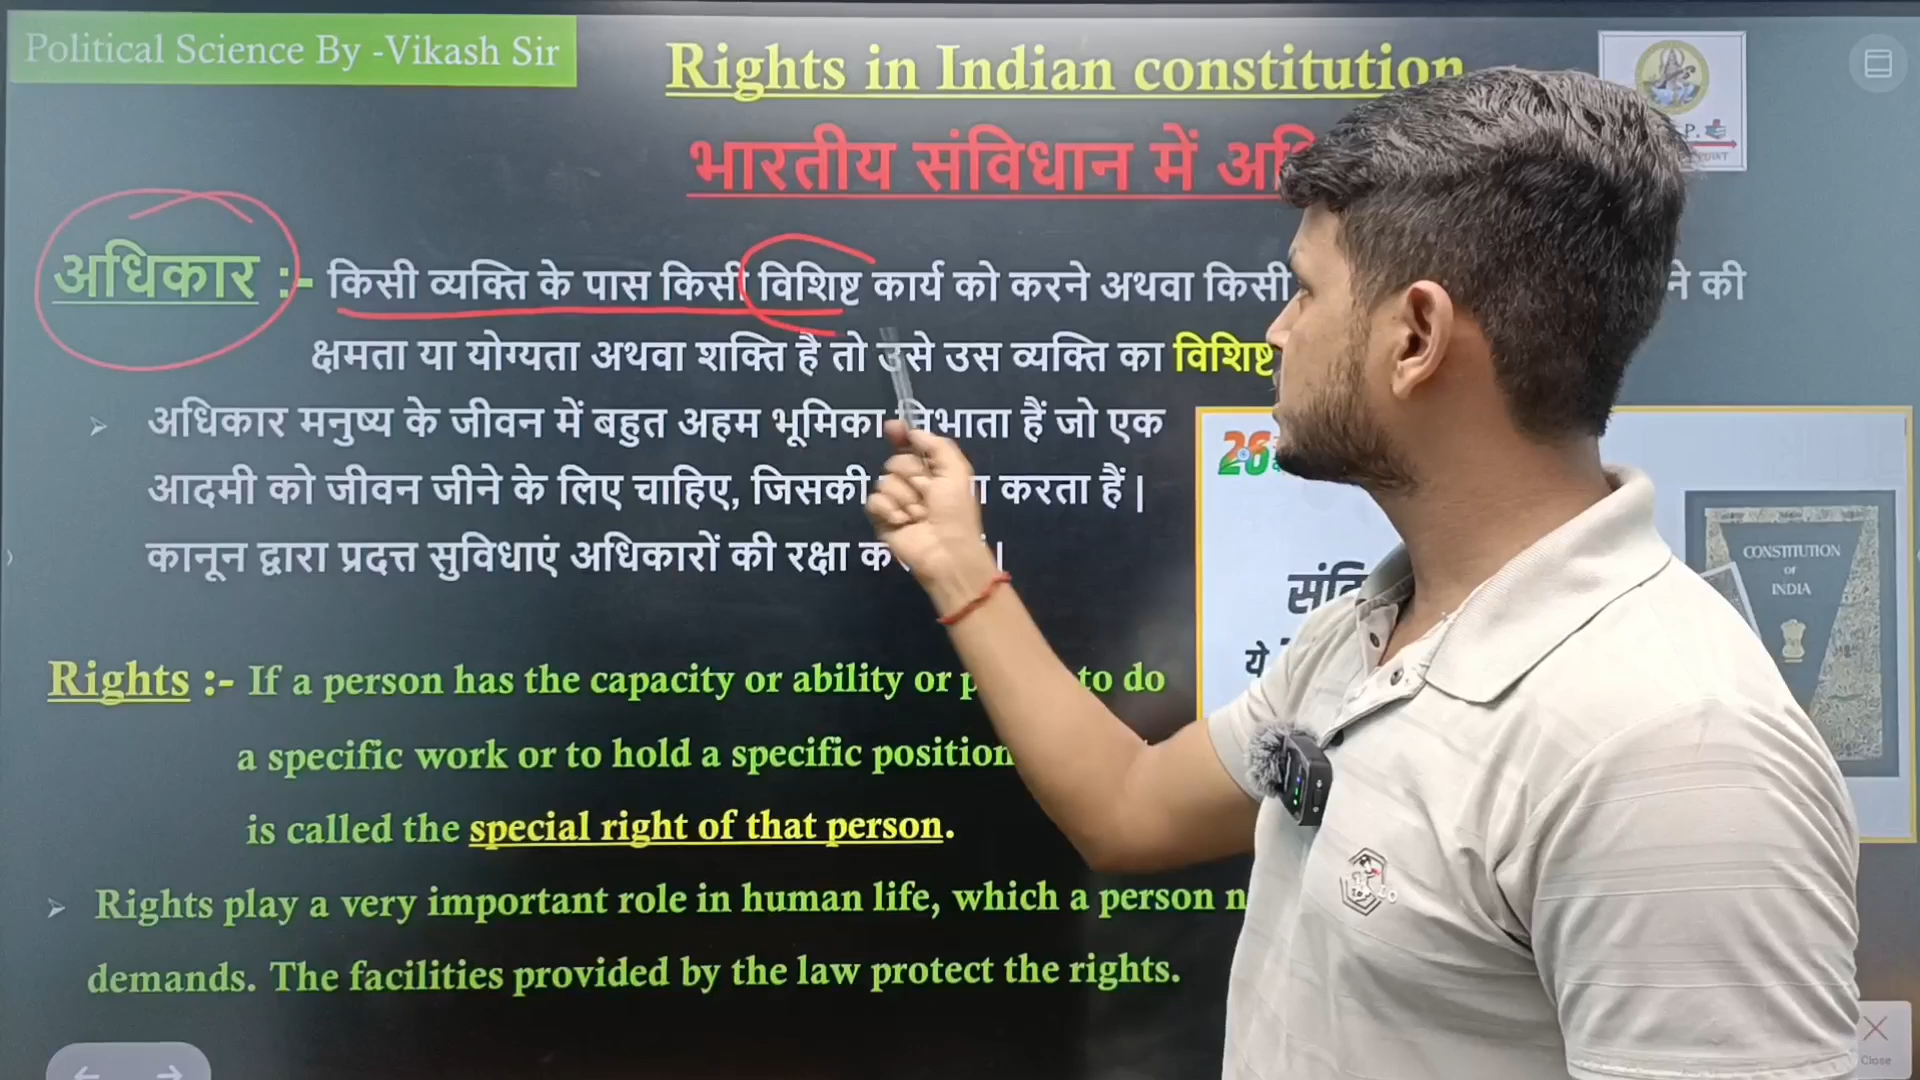 Political Science By -Vikash Sir
Rights in Indian constitution
भारतीय संविधान में
अधिकार :- किसी व्यक्ति के पास किसी विशिष्ट कार्य को करने अथवा किसी की
क्षमता या योग्यता अथवा शक्ति है तो उसे उस व्यक्ति का विशिष्ट
➢ अधिकार मनुष्य के जीवन में बहुत अहम भूमिका निभाता हैं जो एक
आदमी को जीवन जीने के लिए चाहिए, जिसकी करता हैं |
कानून द्वारा प्रदत्त सुविधाएं अधिकारों की रक्षा
26
CONSTITUTION
OF
INDIA
ये
Rights :- If a person has the capacity or ability or to do
a specific work or to hold a specific position
is called the special right of that person.
➢ Rights play a very important role in human life, which a person
demands. The facilities provided by the law protect the rights.
Close